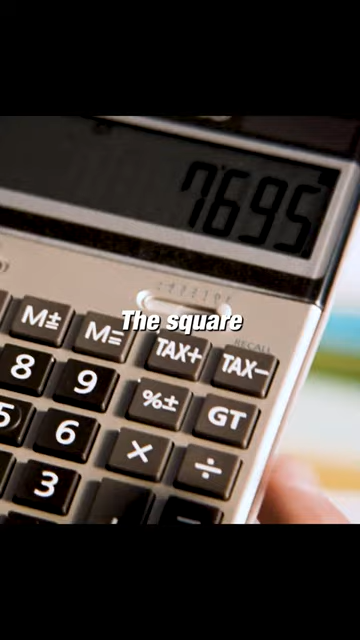 7695
The square
RECALL
M± M= TAX+ TAX−
8 9 %± GT
5 6 × ÷
3